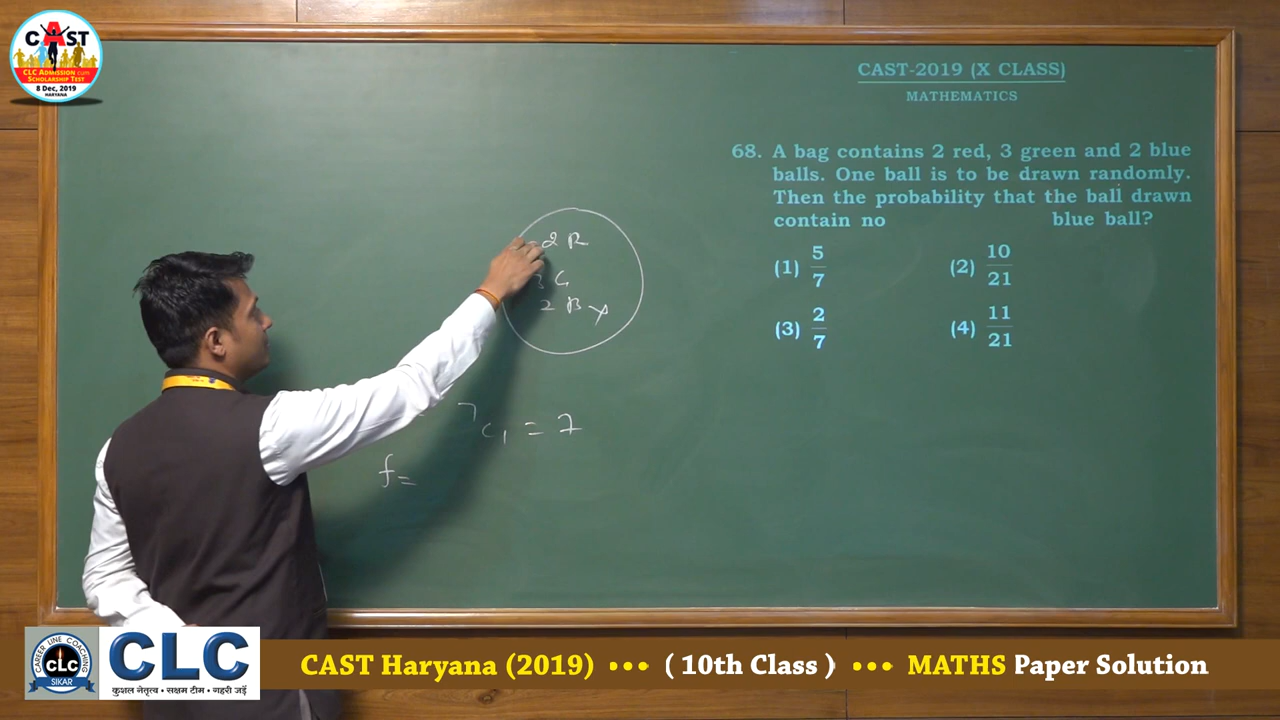 CAST
CLC Admission cum
Scholarship Test
8 Dec, 2019
HARYANA
CAST-2019 (X CLASS)
MATHEMATICS
68. A bag contains 2 red, 3 green and 2 blue
balls. One ball is to be drawn randomly.
Then the probability that the ball drawn
contain no blue ball?
(1) 5/7 (2) 10/21
(3) 2/7 (4) 11/21
2 R
3 G
2 B ×
= 7C1 = 7
f =
CAREER LINE COACHING
CLC
SIKAR
CLC
कुशल नेतृत्व • सक्षम टीम • गहरी जड़ें
CAST Haryana (2019) ••• ( 10th Class ) ••• MATHS Paper Solution